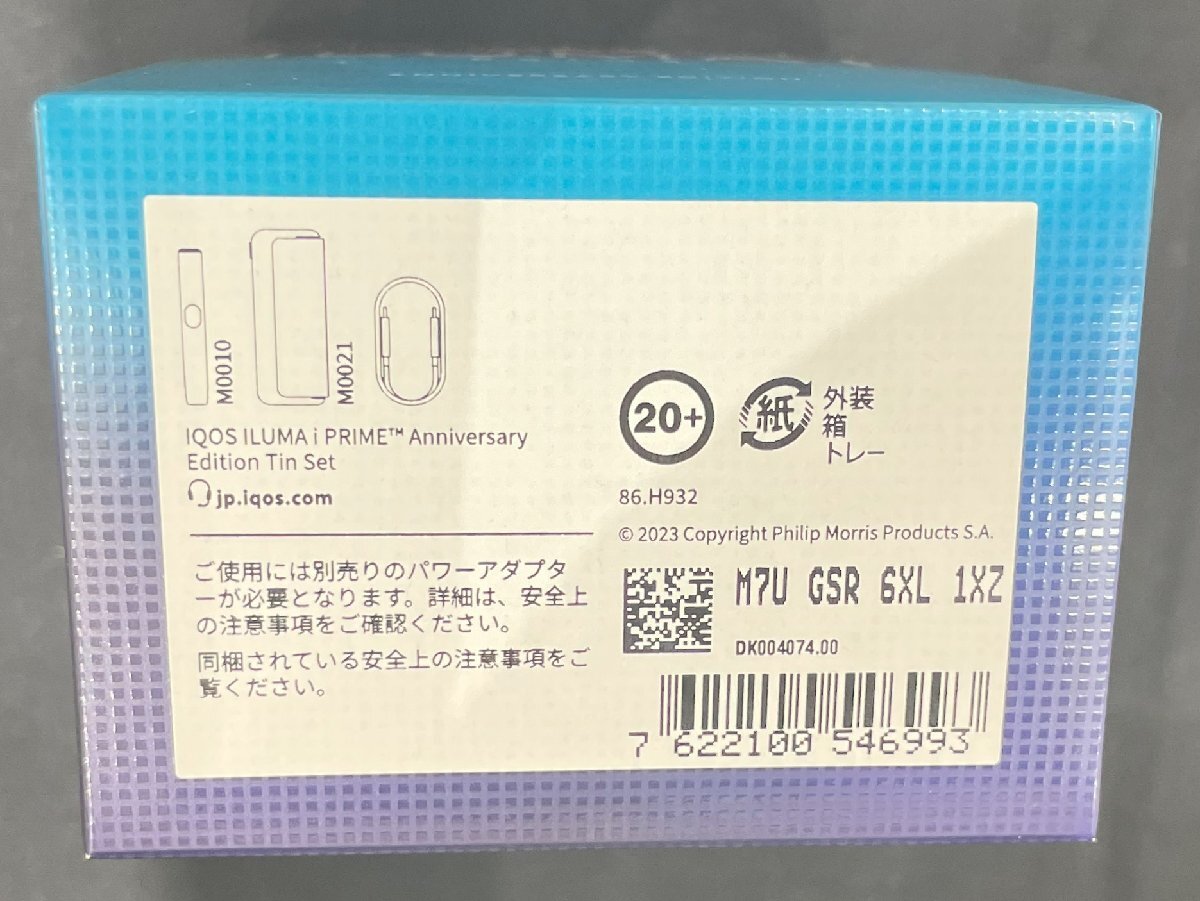 M0010
M0021
IQOS ILUMA i PRIME™ Anniversary
Edition Tin Set
jp.iqos.com
ご使用には別売りのパワーアダプタ
ーが必要となります。詳細は、安全上
の注意事項をご確認ください。
同梱されている安全上の注意事項をご
覧ください。
20+
紙
外装
箱
トレー
86.H932
© 2023 Copyright Philip Morris Products S.A.
M7U GSR 6XL 1XZ
DK004074.00
7 622100 546993